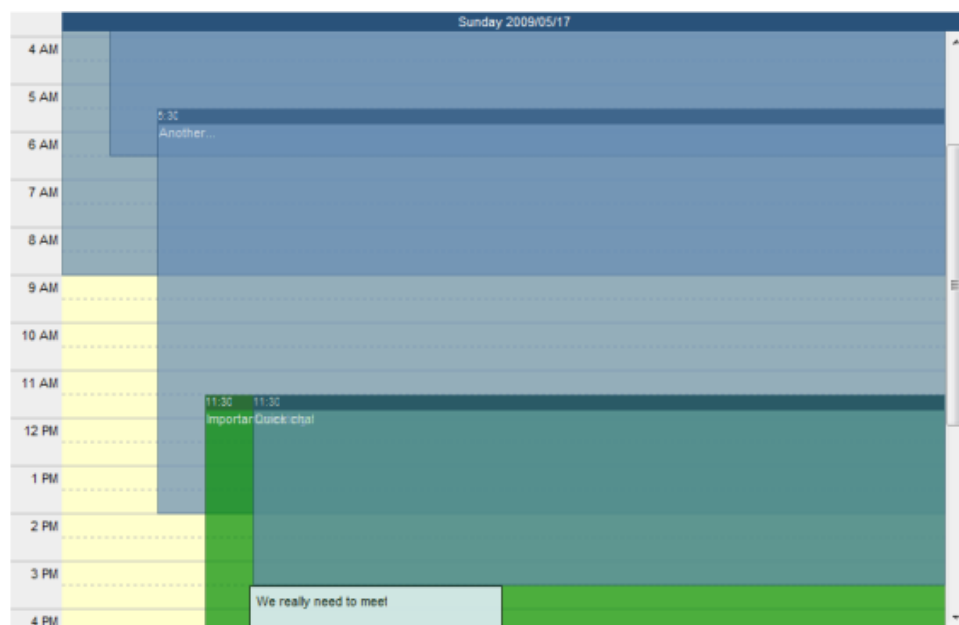 Sunday 2009/05/17
4 AM
5 AM
5:30
Another...
6 AM
7 AM
8 AM
9 AM
10 AM
11 AM
11:30 11:30
Importan Quick chat
12 PM
1 PM
2 PM
3 PM
We really need to meet
4 PM